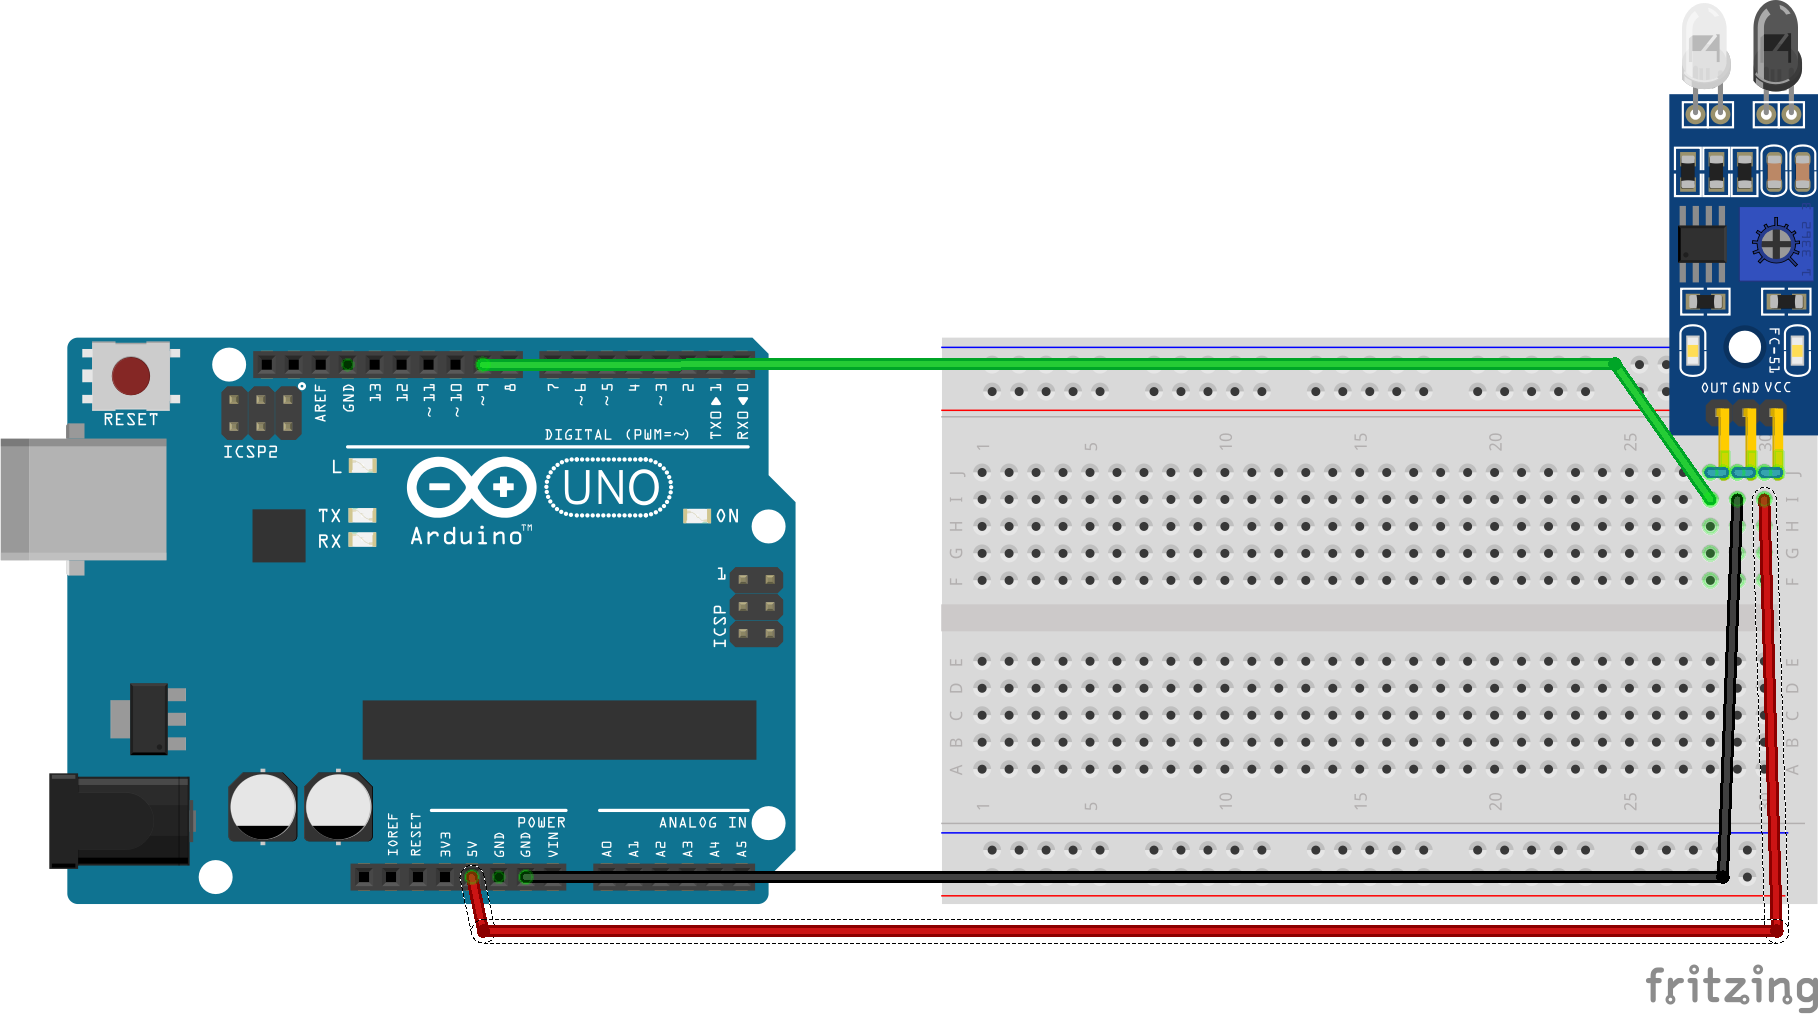 RESET
ICSP2
AREF
GND
13
12
~11
~10
~9
8
7
~6
~5
4
~3
2
TX0▶1
RX0◀0
DIGITAL (PWM=~)
L
TX
RX
UNO
Arduino™
ON
1
ICSP
IOREF
RESET
3V3
5V
GND
GND
VIN
POWER
A0
A1
A2
A3
A4
A5
ANALOG IN
FC-51
OUT GND VCC
1 5 10 15 20 25 30
J J
I I
H H
G G
F F
E E
D D
C C
B B
A A
1 5 10 15 20 25
fritzing